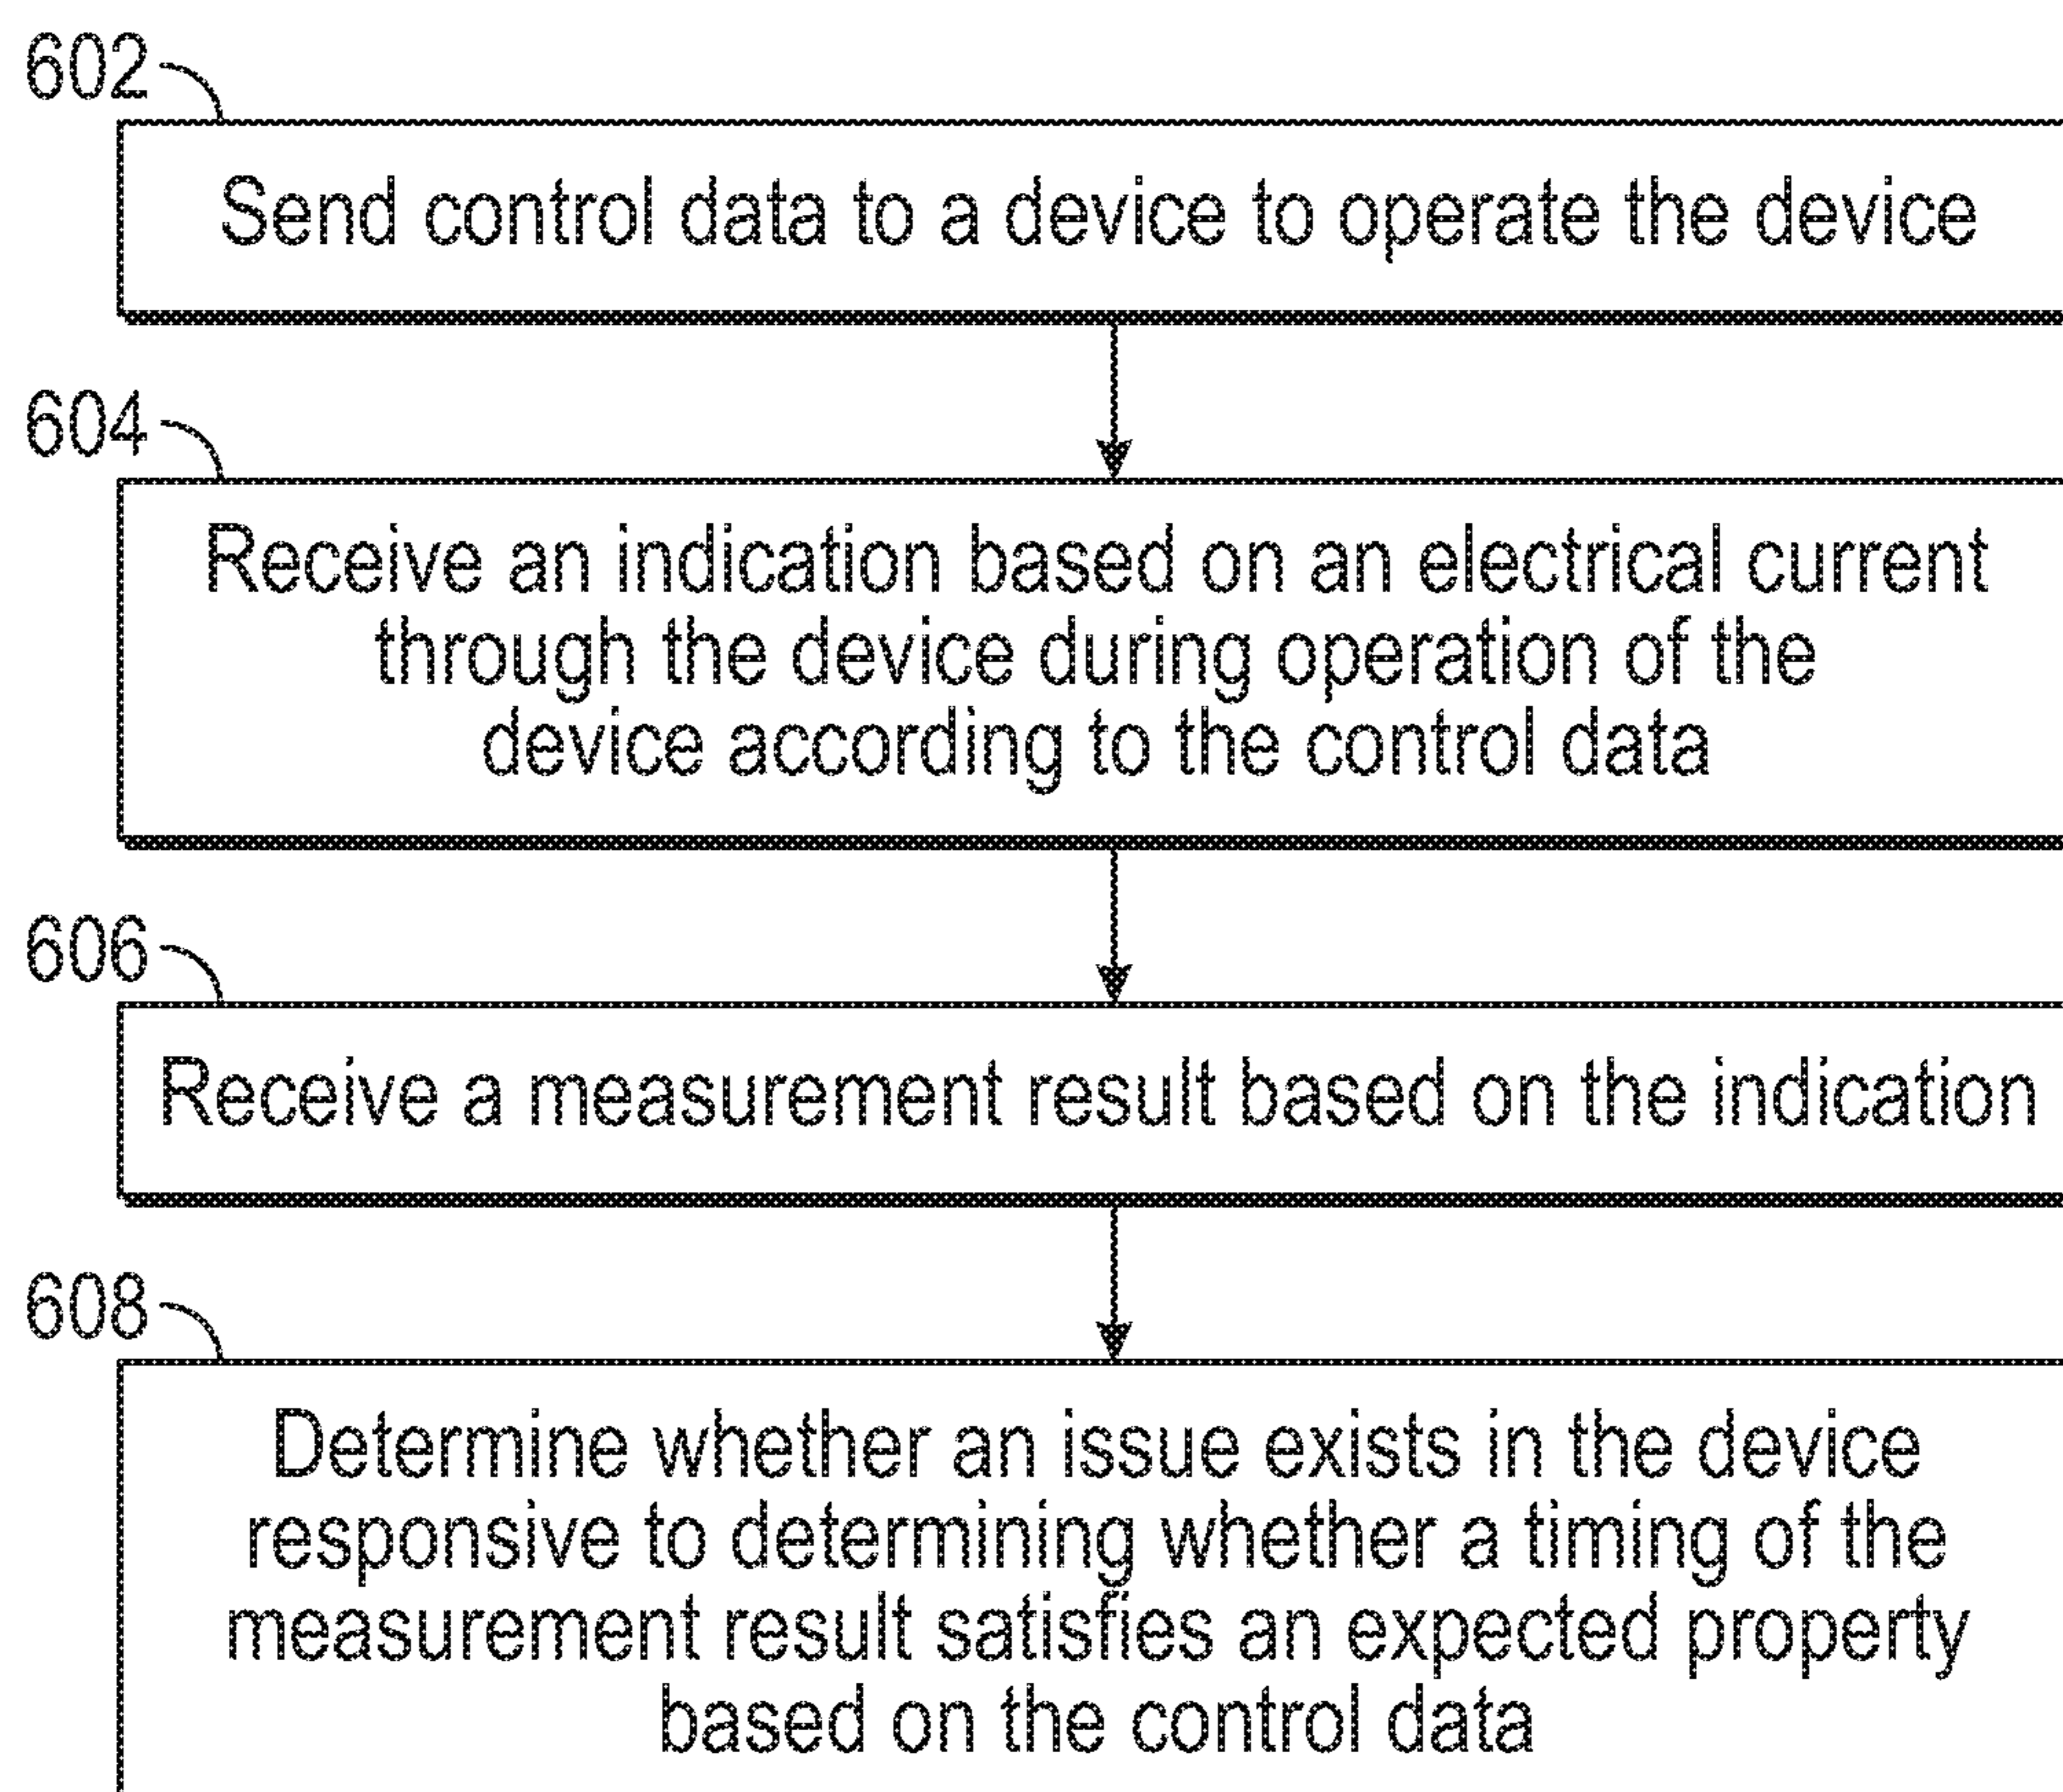 602
Send control data to a device to operate the device
604
Receive an indication based on an electrical current
through the device during operation of the
device according to the control data
606
Receive a measurement result based on the indication
608
Determine whether an issue exists in the device
responsive to determining whether a timing of the
measurement result satisfies an expected property
based on the control data